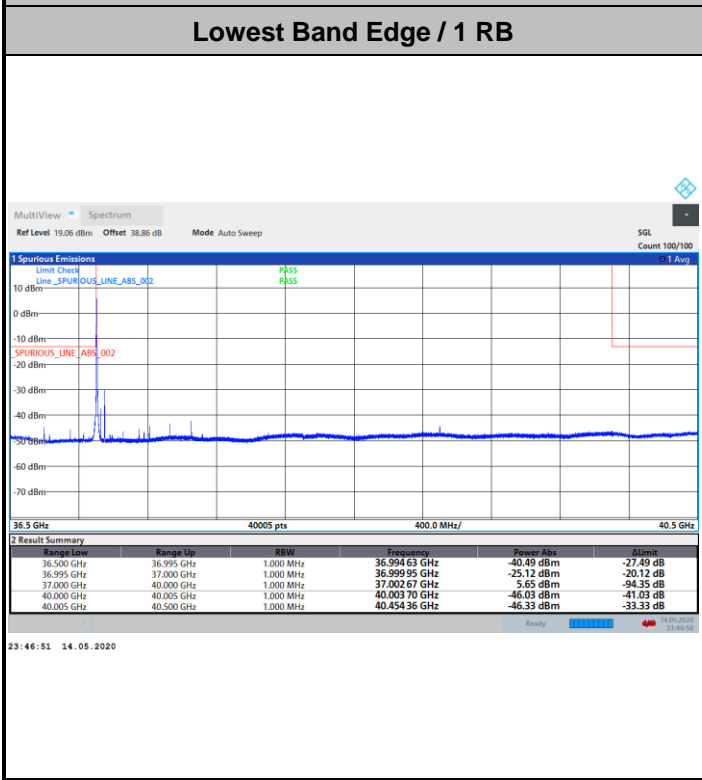 Lowest Band Edge / 1 RB
MultiView Spectrum
Ref Level 19.06 dBm Offset 38.86 dB Mode Auto Sweep SGL
Count 100/100
1 Spurious Emissions 1 Avg
Limit Check PASS
Line _SPURIOUS_LINE_ABS_002 PASS
10 dBm
0 dBm
-10 dBm
_SPURIOUS_LINE_ABS_002
-20 dBm
-30 dBm
-40 dBm
-50 dBm
-60 dBm
-70 dBm
36.5 GHz 40005 pts 400.0 MHz/ 40.5 GHz
2 Result Summary
Range Low Range Up RBW Frequency Power Abs ΔLimit
36.500 GHz 36.995 GHz 1.000 MHz 36.994 63 GHz -40.49 dBm -27.49 dB
36.995 GHz 37.000 GHz 1.000 MHz 36.999 95 GHz -25.12 dBm -20.12 dB
37.000 GHz 40.000 GHz 1.000 MHz 37.002 67 GHz 5.65 dBm -94.35 dB
40.000 GHz 40.005 GHz 1.000 MHz 40.003 70 GHz -46.03 dBm -41.03 dB
40.005 GHz 40.500 GHz 1.000 MHz 40.454 36 GHz -46.33 dBm -33.33 dB
Ready 14.05.2020
23:46:50
23:46:51 14.05.2020